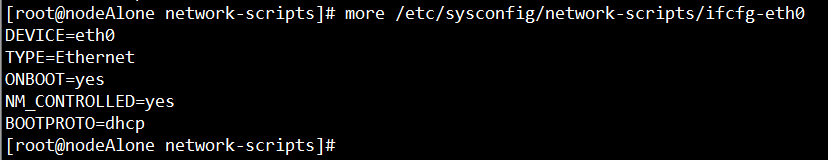 [root@nodeAlone network-scripts]# more /etc/sysconfig/network-scripts/ifcfg-eth0
DEVICE=eth0
TYPE=Ethernet
ONBOOT=yes
NM_CONTROLLED=yes
BOOTPROTO=dhcp
[root@nodeAlone network-scripts]#